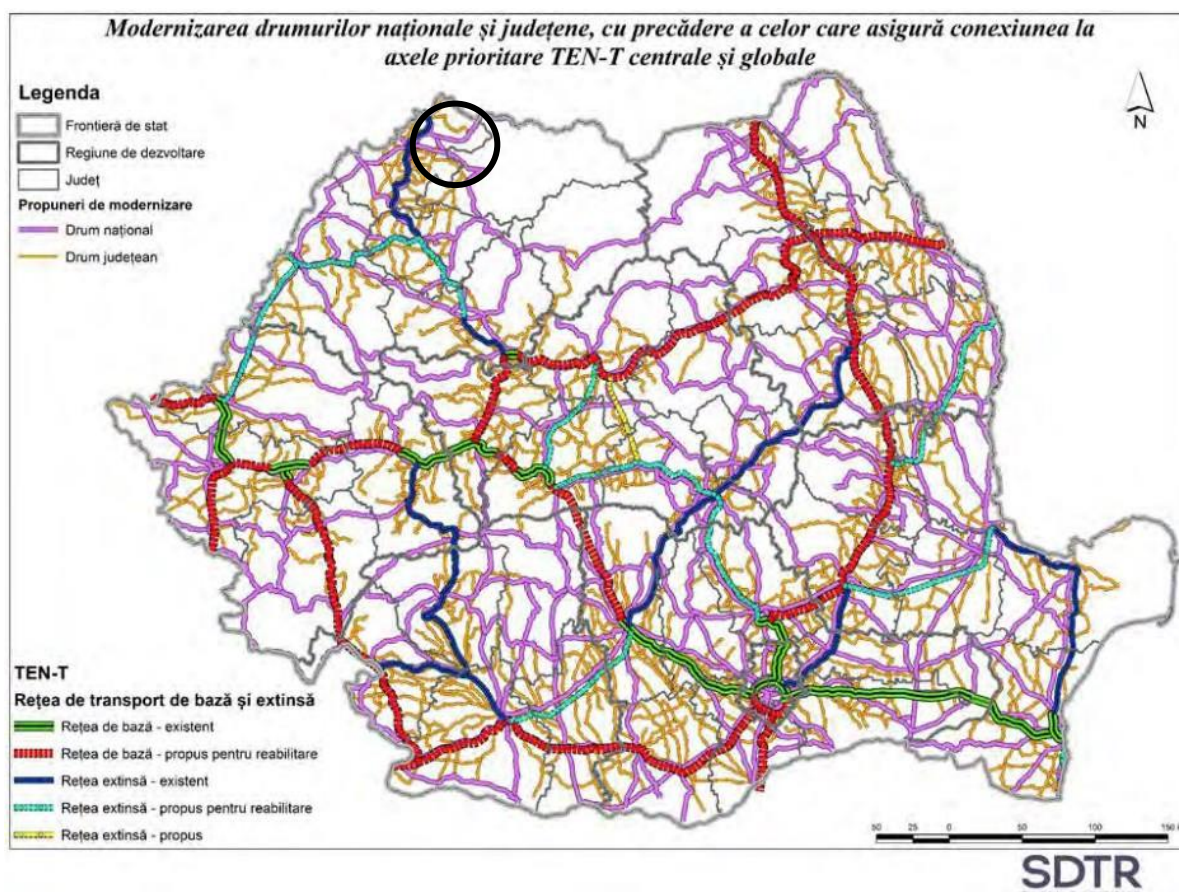 Modernizarea drumurilor naționale și județene, cu precădere a celor care asigură conexiunea la
axele prioritare TEN-T centrale și globale
Legenda
Frontieră de stat
Regiune de dezvoltare
Județ
Propuneri de modernizare
Drum național
Drum județean
N
TEN-T
Rețea de transport de bază și extinsă
Rețea de bază - existent
Rețea de bază - propus pentru reabilitare
Rețea extinsă - existent
Rețea extinsă - propus pentru reabilitare
Rețea extinsă - propus
50 25 0 50 100 150
SDTR